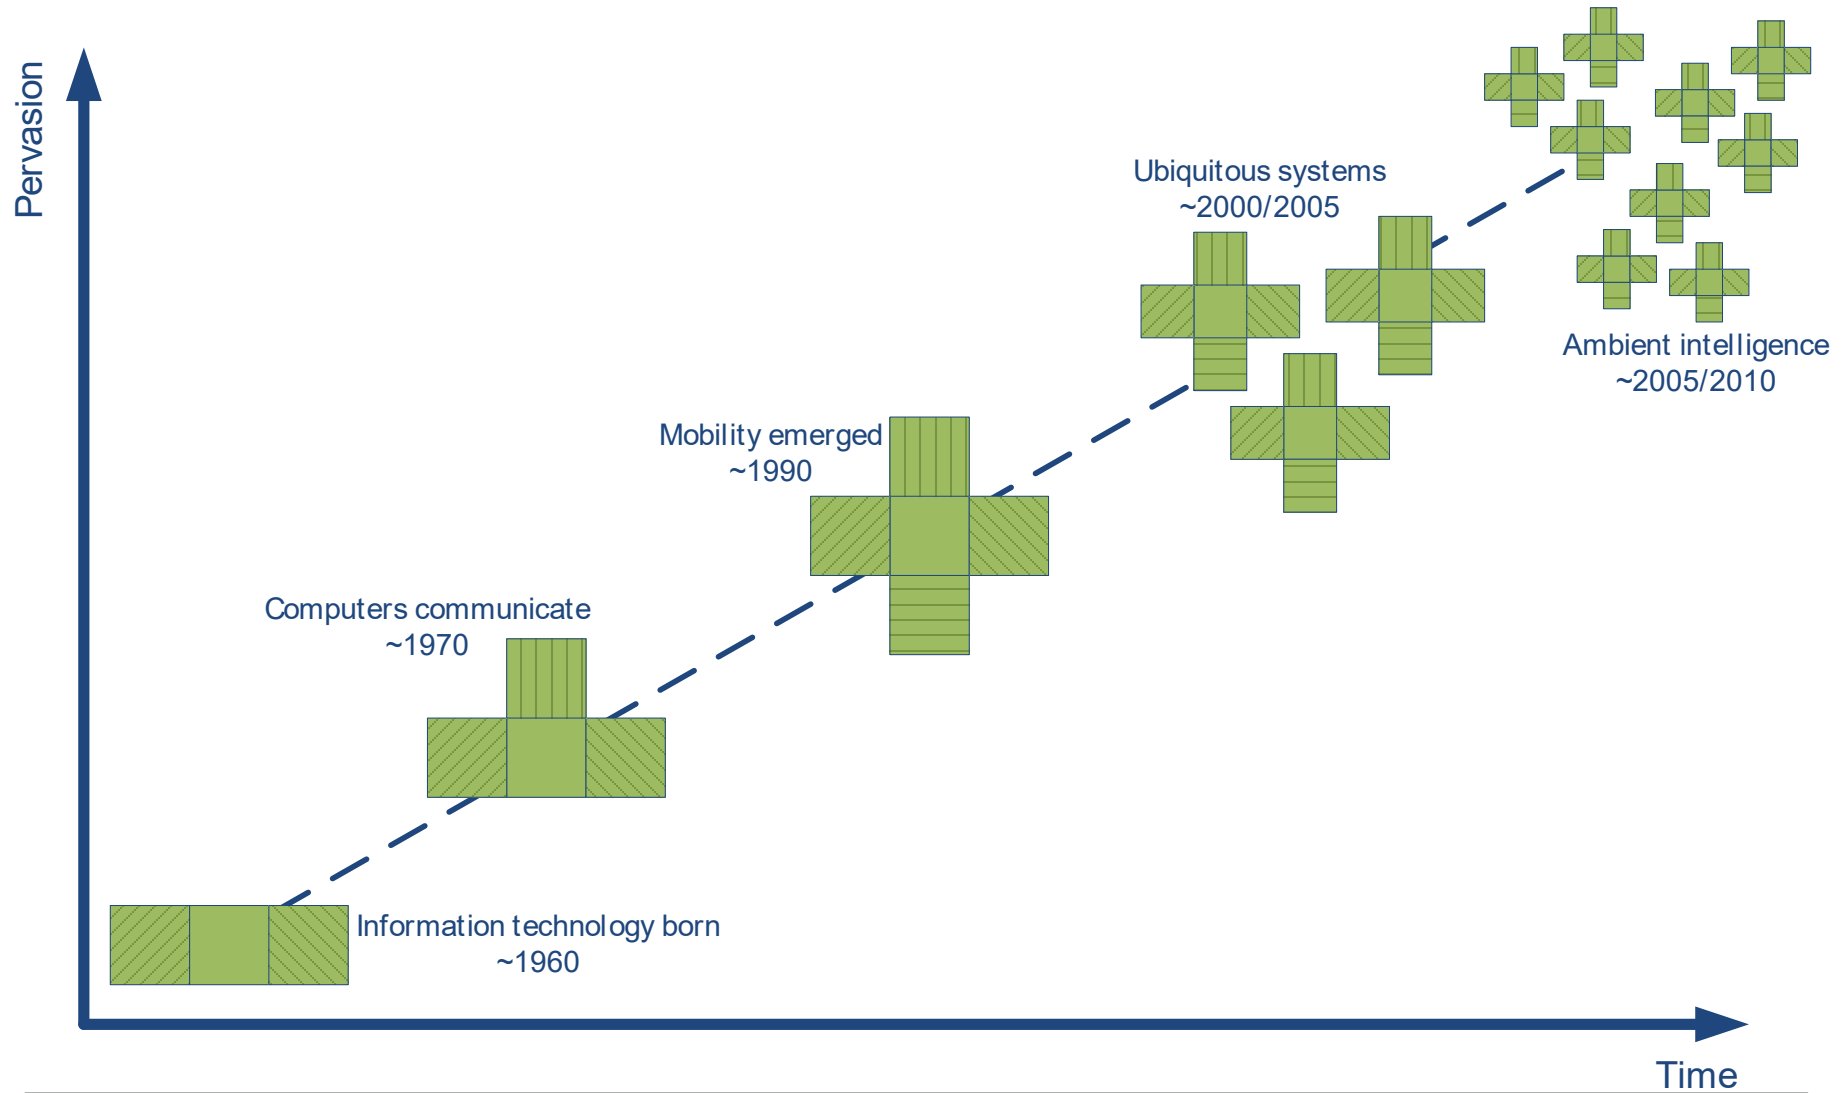 Pervasion
Ubiquitous systems
~2000/2005
Ambient intelligence
~2005/2010
Mobility emerged
~1990
Computers communicate
~1970
Information technology born
~1960
Time